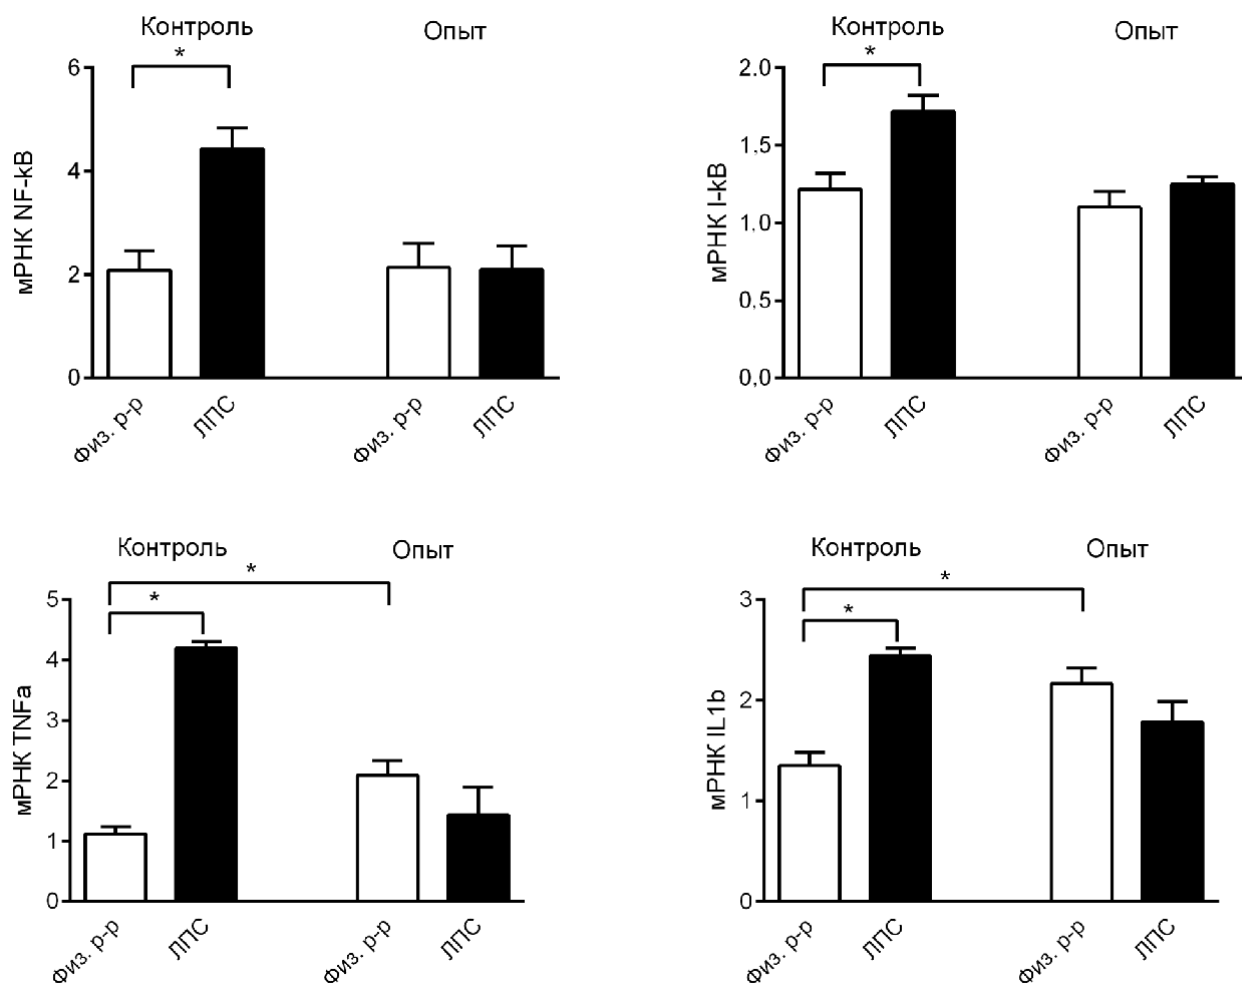 Контроль Опыт
*
мРНК NF-kB
6
4
2
0
Физ. р-р ЛПС Физ. р-р ЛПС
Контроль Опыт
*
мРНК I-kB
2.0
1,5
1,0
0,5
0,0
Физ. р-р ЛПС Физ. р-р ЛПС
Контроль Опыт
*
*
мРНК TNFa
5
4
3
2
1
0
Физ. р-р ЛПС Физ. р-р ЛПС
Контроль Опыт
*
*
мРНК IL1b
3
2
1
0
Физ. р-р ЛПС Физ. р-р ЛПС